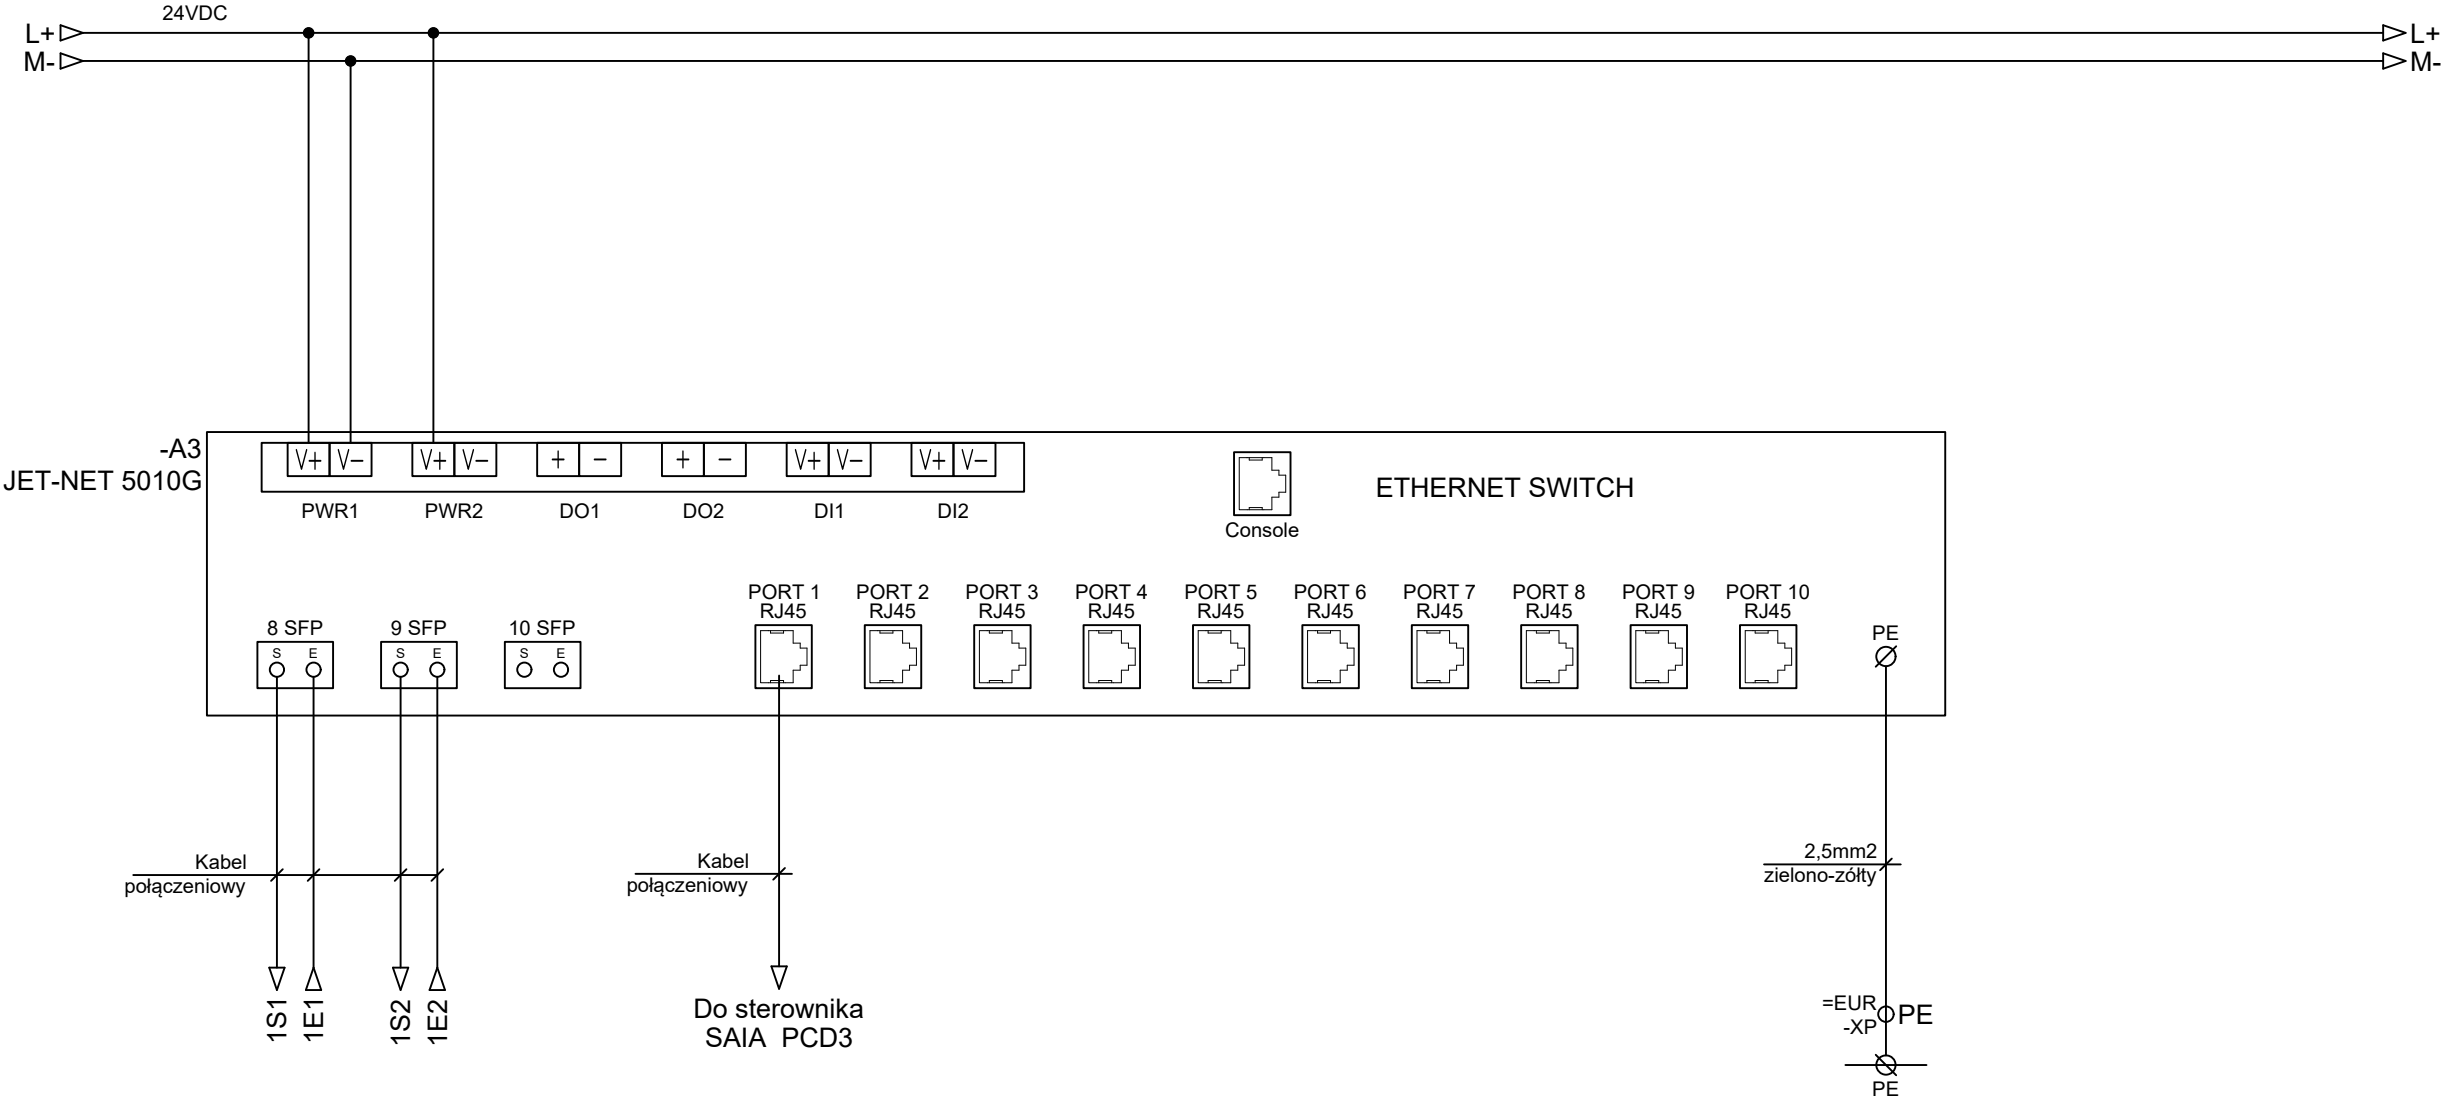 24VDC
L+ L+
M- M-
-A3
JET-NET 5010G
V+ V- V+ V- + - + - V+ V- V+ V-
PWR1 PWR2 DO1 DO2 DI1 DI2
ETHERNET SWITCH
Console
PORT 1 PORT 2 PORT 3 PORT 4 PORT 5 PORT 6 PORT 7 PORT 8 PORT 9 PORT 10
RJ45 RJ45 RJ45 RJ45 RJ45 RJ45 RJ45 RJ45 RJ45 RJ45
8 SFP 9 SFP 10 SFP
S E S E S E
PE
Kabel
połączeniowy
Kabel
połączeniowy
2,5mm2
zielono-zółty
1S1
1E1
1S2
1E2
Do sterownika
SAIA PCD3
=EUR
-XP
PE
PE